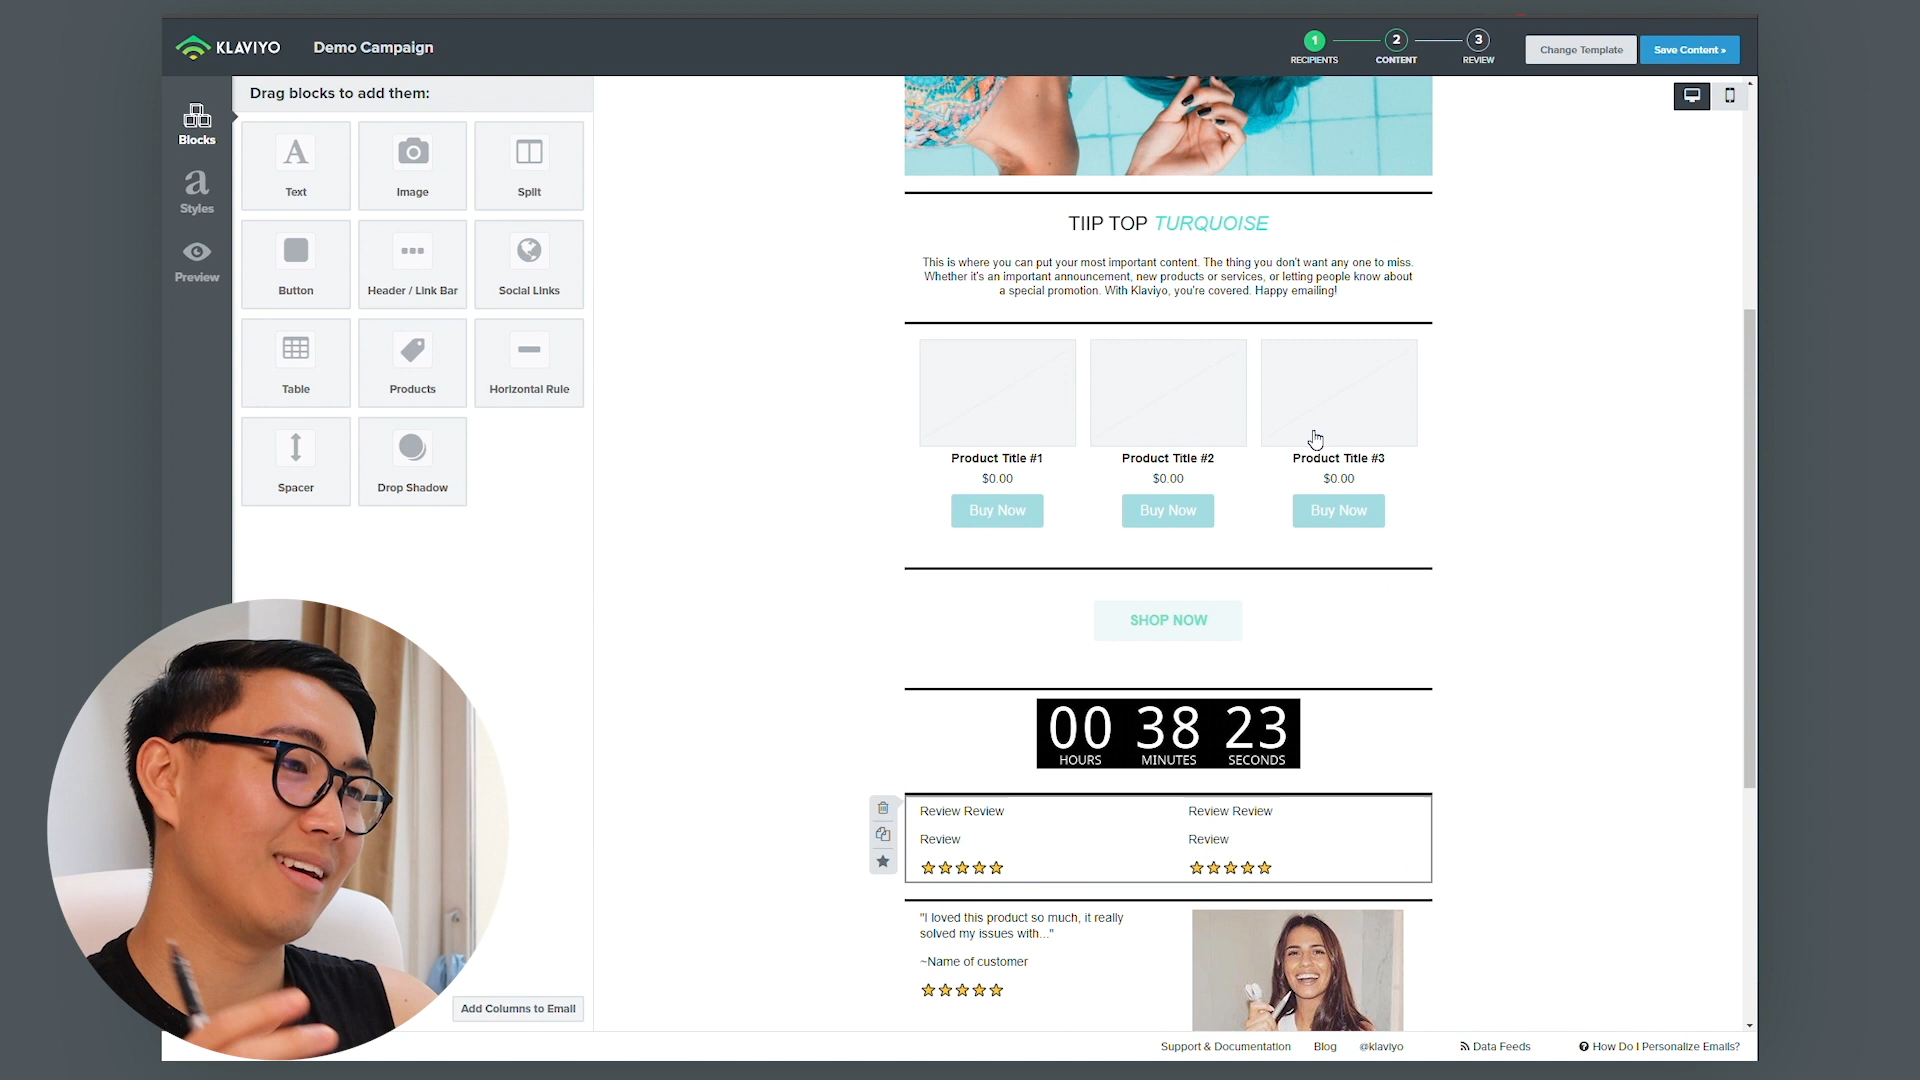 KLAVIYO
Demo Campaign
1
RECIPIENTS
2
CONTENT
3
REVIEW
Change Template
Save Content »
Blocks
Styles
Preview
Drag blocks to add them:
Text
Image
Split
Button
Header / Link Bar
Social Links
Table
Products
Horizontal Rule
Spacer
Drop Shadow
Add Columns to Email
TIIP TOP TURQUOISE
This is where you can put your most important content. The thing you don't want any one to miss.
Whether it's an important announcement, new products or services, or letting people know about
a special promotion. With Klaviyo, you're covered. Happy emailing!
Product Title #1
$0.00
Buy Now
Product Title #2
$0.00
Buy Now
Product Title #3
$0.00
Buy Now
SHOP NOW
00 38 23
HOURS MINUTES SECONDS
Review Review
Review
Review Review
Review
"I loved this product so much, it really
solved my issues with..."
~Name of customer
Support & Documentation
Blog
@klaviyo
Data Feeds
How Do I Personalize Emails?